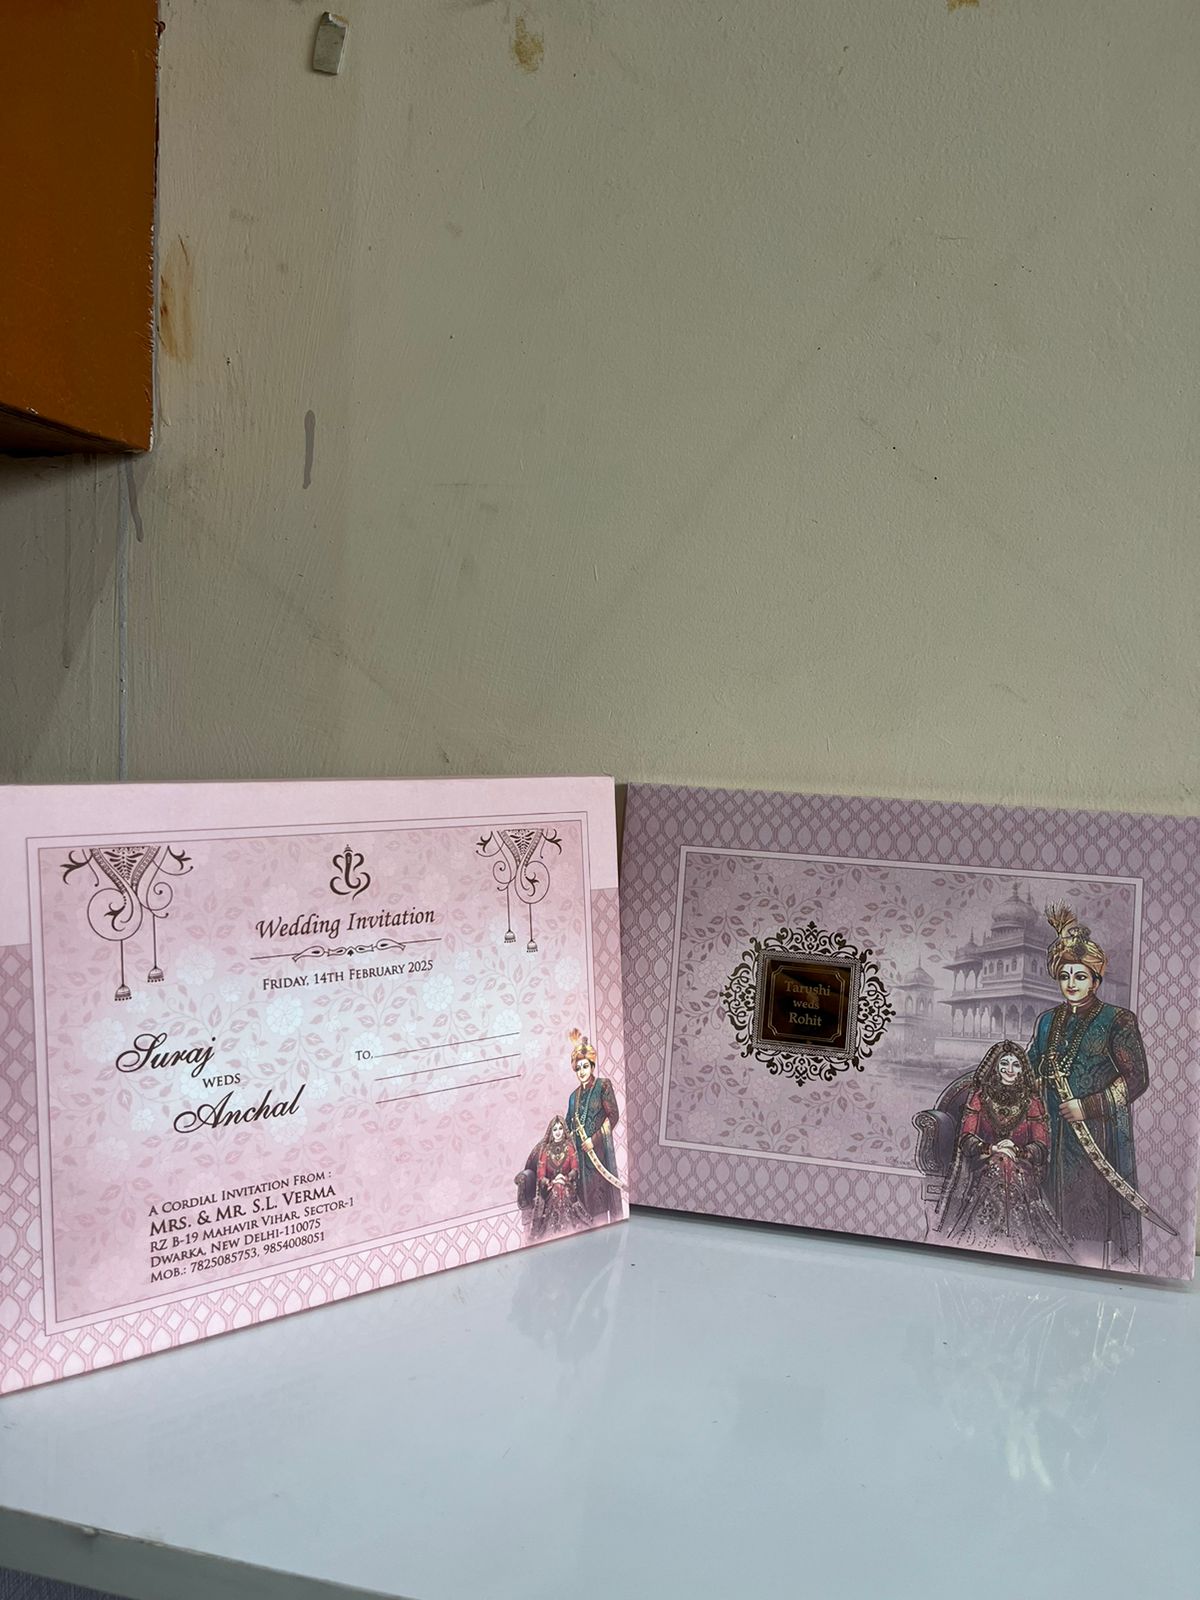 Wedding Invitation
FRIDAY, 14TH FEBRUARY 2025
Suraj
WEDS
Anchal
TO,
A CORDIAL INVITATION FROM :
MRS. & MR. S.L. VERMA
RZ B-19 MAHAVIR VIHAR, SECTOR-1
DWARKA, NEW DELHI-110075
MOB.: 7825085753, 9854008051
Tarushi
weds
Rohit